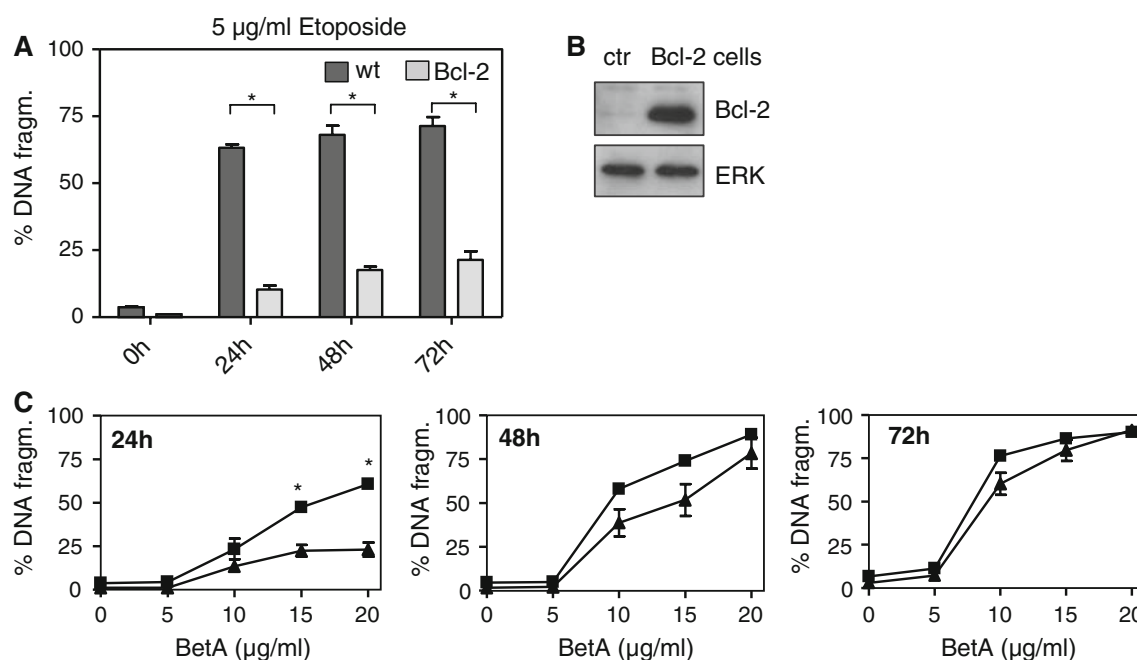 A
5 µg/ml Etoposide
% DNA fragm.
100
75
50
25
0
wt
Bcl-2
*
*
*
0h
24h
48h
72h
B
ctr
Bcl-2 cells
Bcl-2
ERK
C
24h
% DNA fragm.
100
75
50
25
0
*
*
0
5
10
15
20
BetA (µg/ml)
48h
% DNA fragm.
100
75
50
25
0
0
5
10
15
20
BetA (µg/ml)
72h
% DNA fragm.
100
75
50
25
0
0
5
10
15
20
BetA (µg/ml)